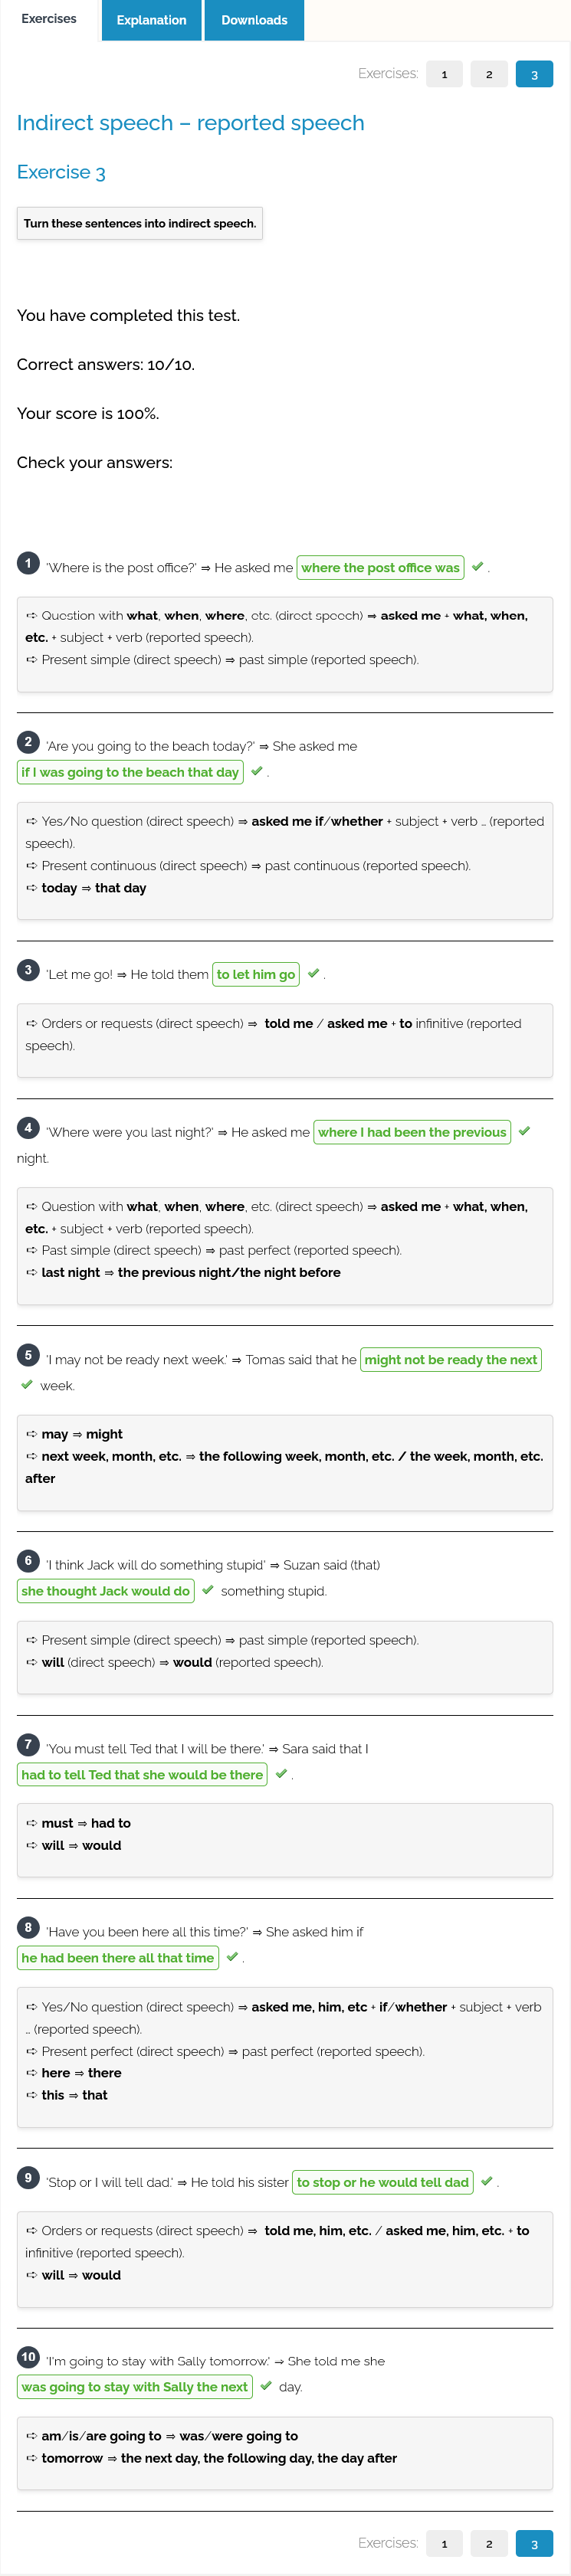 Exercises
Explanation
Downloads
Exercises: 1 2 3
Indirect speech – reported speech
Exercise 3
Turn these sentences into indirect speech.
You have completed this test.
Correct answers: 10/10.
Your score is 100%.
Check your answers:
1 'Where is the post office?' ⇒ He asked me where the post office was ✔ .
➪ Question with what, when, where, etc. (direct speech) ⇒ asked me + what, when,
etc. + subject + verb (reported speech).
➪ Present simple (direct speech) ⇒ past simple (reported speech).
2 'Are you going to the beach today?' ⇒ She asked me
if I was going to the beach that day ✔ .
➪ Yes/No question (direct speech) ⇒ asked me if/whether + subject + verb … (reported
speech).
➪ Present continuous (direct speech) ⇒ past continuous (reported speech).
➪ today ⇒ that day
3 'Let me go! ⇒ He told them to let him go ✔ .
➪ Orders or requests (direct speech) ⇒ told me / asked me + to infinitive (reported
speech).
4 'Where were you last night?' ⇒ He asked me where I had been the previous ✔
night.
➪ Question with what, when, where, etc. (direct speech) ⇒ asked me + what, when,
etc. + subject + verb (reported speech).
➪ Past simple (direct speech) ⇒ past perfect (reported speech).
➪ last night ⇒ the previous night/the night before
5 'I may not be ready next week.' ⇒ Tomas said that he might not be ready the next
✔ week.
➪ may ⇒ might
➪ next week, month, etc. ⇒ the following week, month, etc. / the week, month, etc.
after
6 'I think Jack will do something stupid' ⇒ Suzan said (that)
she thought Jack would do ✔ something stupid.
➪ Present simple (direct speech) ⇒ past simple (reported speech).
➪ will (direct speech) ⇒ would (reported speech).
7 'You must tell Ted that I will be there.' ⇒ Sara said that I
had to tell Ted that she would be there ✔ .
➪ must ⇒ had to
➪ will ⇒ would
8 'Have you been here all this time?' ⇒ She asked him if
he had been there all that time ✔ .
➪ Yes/No question (direct speech) ⇒ asked me, him, etc + if/whether + subject + verb
… (reported speech).
➪ Present perfect (direct speech) ⇒ past perfect (reported speech).
➪ here ⇒ there
➪ this ⇒ that
9 'Stop or I will tell dad.' ⇒ He told his sister to stop or he would tell dad ✔ .
➪ Orders or requests (direct speech) ⇒ told me, him, etc. / asked me, him, etc. + to
infinitive (reported speech).
➪ will ⇒ would
10 'I'm going to stay with Sally tomorrow.' ⇒ She told me she
was going to stay with Sally the next ✔ day.
➪ am/is/are going to ⇒ was/were going to
➪ tomorrow ⇒ the next day, the following day, the day after
Exercises: 1 2 3